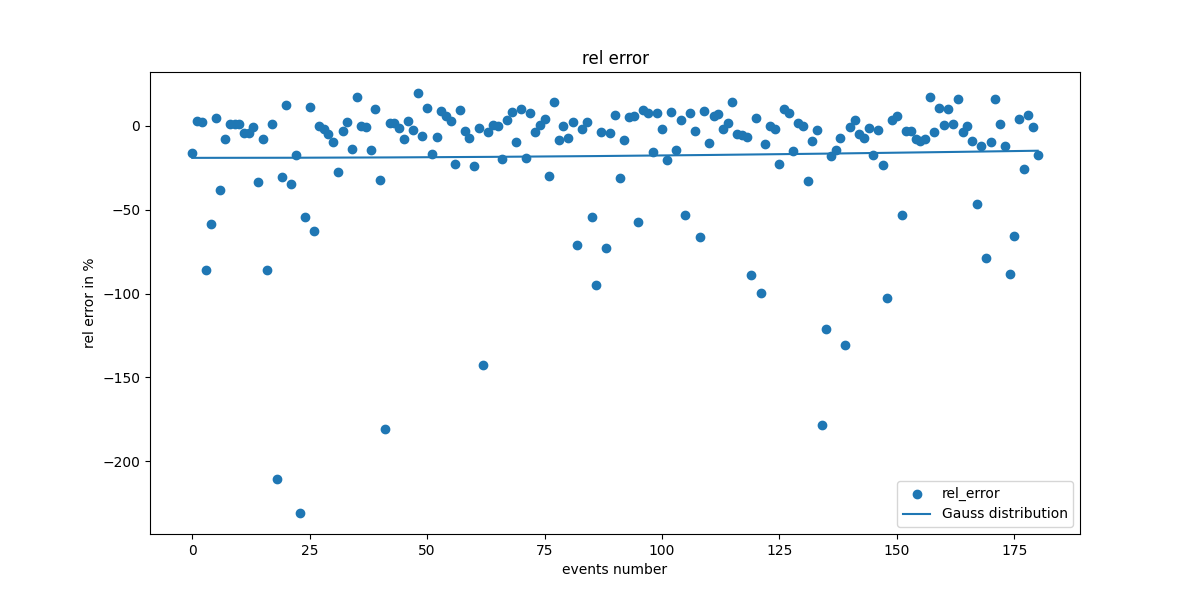 rel error
rel error in %
0
−50
−100
−150
−200
0
25
50
75
100
125
150
175
events number
rel_error
Gauss distribution